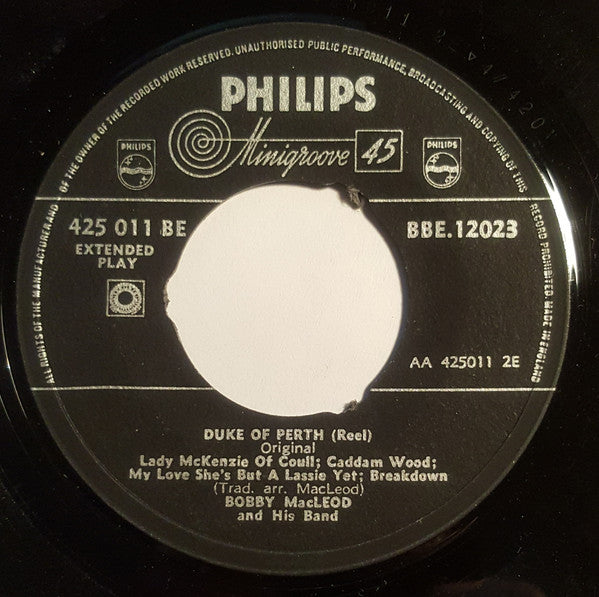 ALL RIGHTS OF THE MANUFACTURER AND OF THE OWNER OF THE RECORDED WORK RESERVED. UNAUTHORISED PUBLIC PERFORMANCE, BROADCASTING AND COPYING OF THIS RECORD PROHIBITED. MADE IN ENGLAND
PHILIPS
Minigroove 45
PHILIPS
PHILIPS
425 011 BE
BBE.12023
EXTENDED
PLAY
AA 425011 2E
DUKE OF PERTH (Reel)
Original
Lady McKenzie Of Coull; Caddam Wood;
My Love She's But A Lassie Yet; Breakdown
(Trad. arr. MacLeod)
BOBBY MacLEOD
and His Band